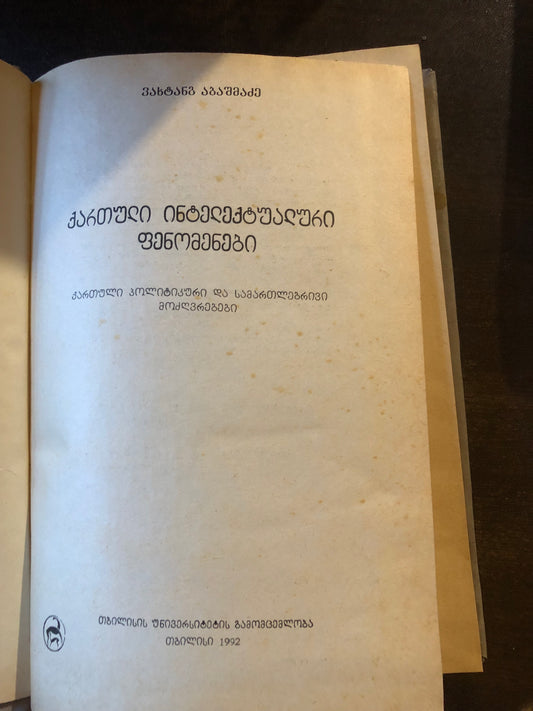 ვახტანგ აბაშმაძე
ქართული ინტელექტუალური
ფენომენები
ქართული პოლიტიკური და სამართლებრივი
მოძღვრებები
თბილისის უნივერსიტეტის გამომცემლობა
თბილისი 1992